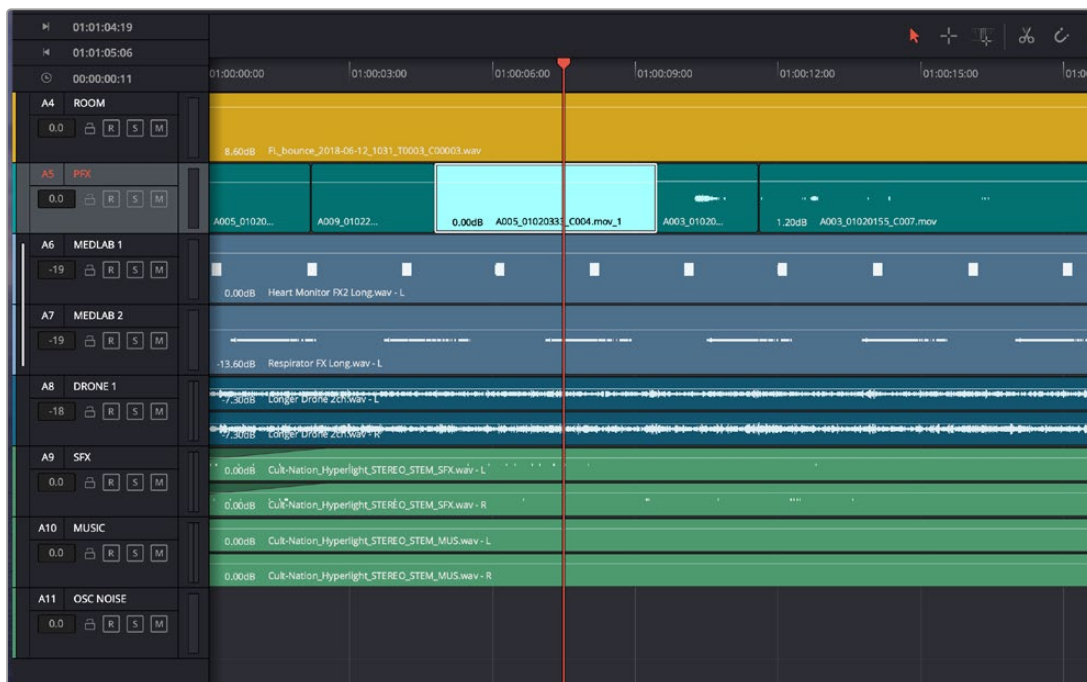 01:01:04:19
01:01:05:06
00:00:00:11
01:00:00:00 01:00:03:00 01:00:06:00 01:00:09:00 01:00:12:00 01:00:15:00 01:0
A4 ROOM
0.0 R S M
8.60dB FL_bounce_2018-06-12_1031_T0003_C00003.wav
A5 PFX
0.0 R S M
A005_01020... A009_01022... 0.00dB A005_01020333_C004.mov_1 A003_01020... 1.20dB A003_01020155_C007.mov
A6 MEDLAB 1
-19 R S M
0.00dB Heart Monitor FX2 Long.wav - L
A7 MEDLAB 2
-19 R S M
-13.60dB Respirator FX Long.wav - L
A8 DRONE 1
-7.30dB Longer Drone 2ch.wav - L
-18 R S M
-7.30dB Longer Drone 2ch.wav - R
A9 SFX
0.0dB Cult-Nation_Hyperlight_STEREO_STEM_SFX.wav - L
0.0 R S M
0.00dB Cult-Nation_Hyperlight_STEREO_STEM_SFX.wav - R
A10 MUSIC
0.00dB Cult-Nation_Hyperlight_STEREO_STEM_MUS.wav - L
0.0 R S M
0.00dB Cult-Nation_Hyperlight_STEREO_STEM_MUS.wav - R
A11 OSC NOISE
0.0 R S M